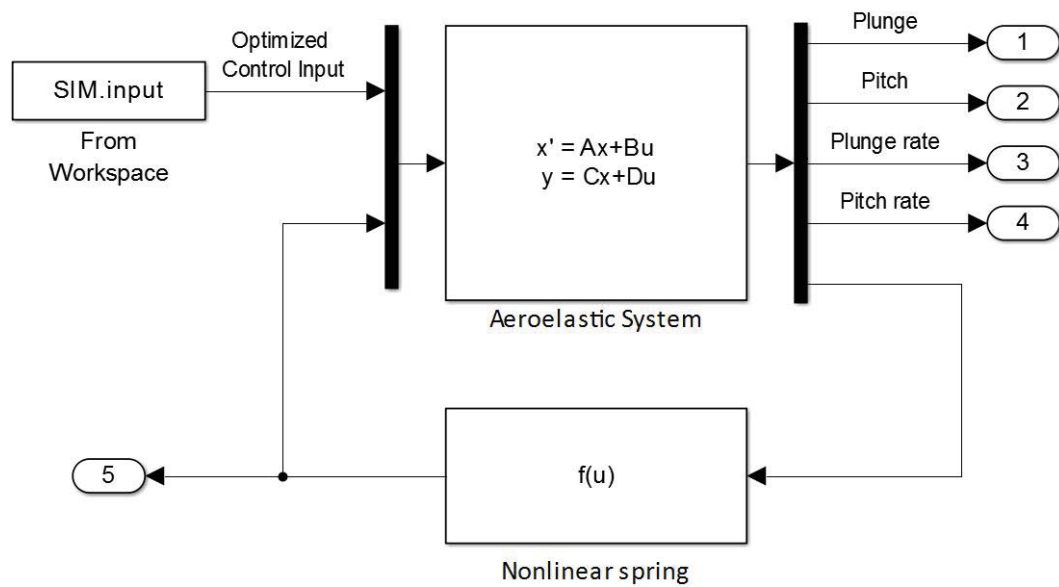 Optimized
Control Input
SIM.input
From
Workspace
x' = Ax+Bu
y = Cx+Du
Aeroelastic System
Plunge
1
Pitch
2
Plunge rate
3
Pitch rate
4
5
f(u)
Nonlinear spring